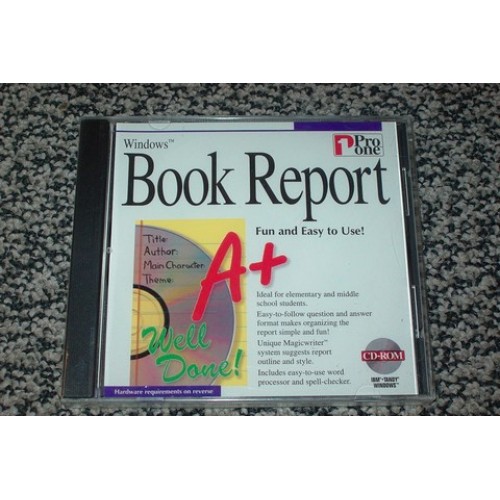 Windows™
Pro
one
Book Report
Fun and Easy to Use!
Title:
Author:
Main Character:
Theme:
A+
Well
Done!
Ideal for elementary and middle
school students.
Easy-to-follow question and answer
format makes organizing the
report simple and fun!
Unique Magicwriter™
system suggests report
outline and style.
Includes easy-to-use word
processor and spell-checker.
CD-ROM
IBM® TANDY®
WINDOWS™
Hardware requirements on reverse